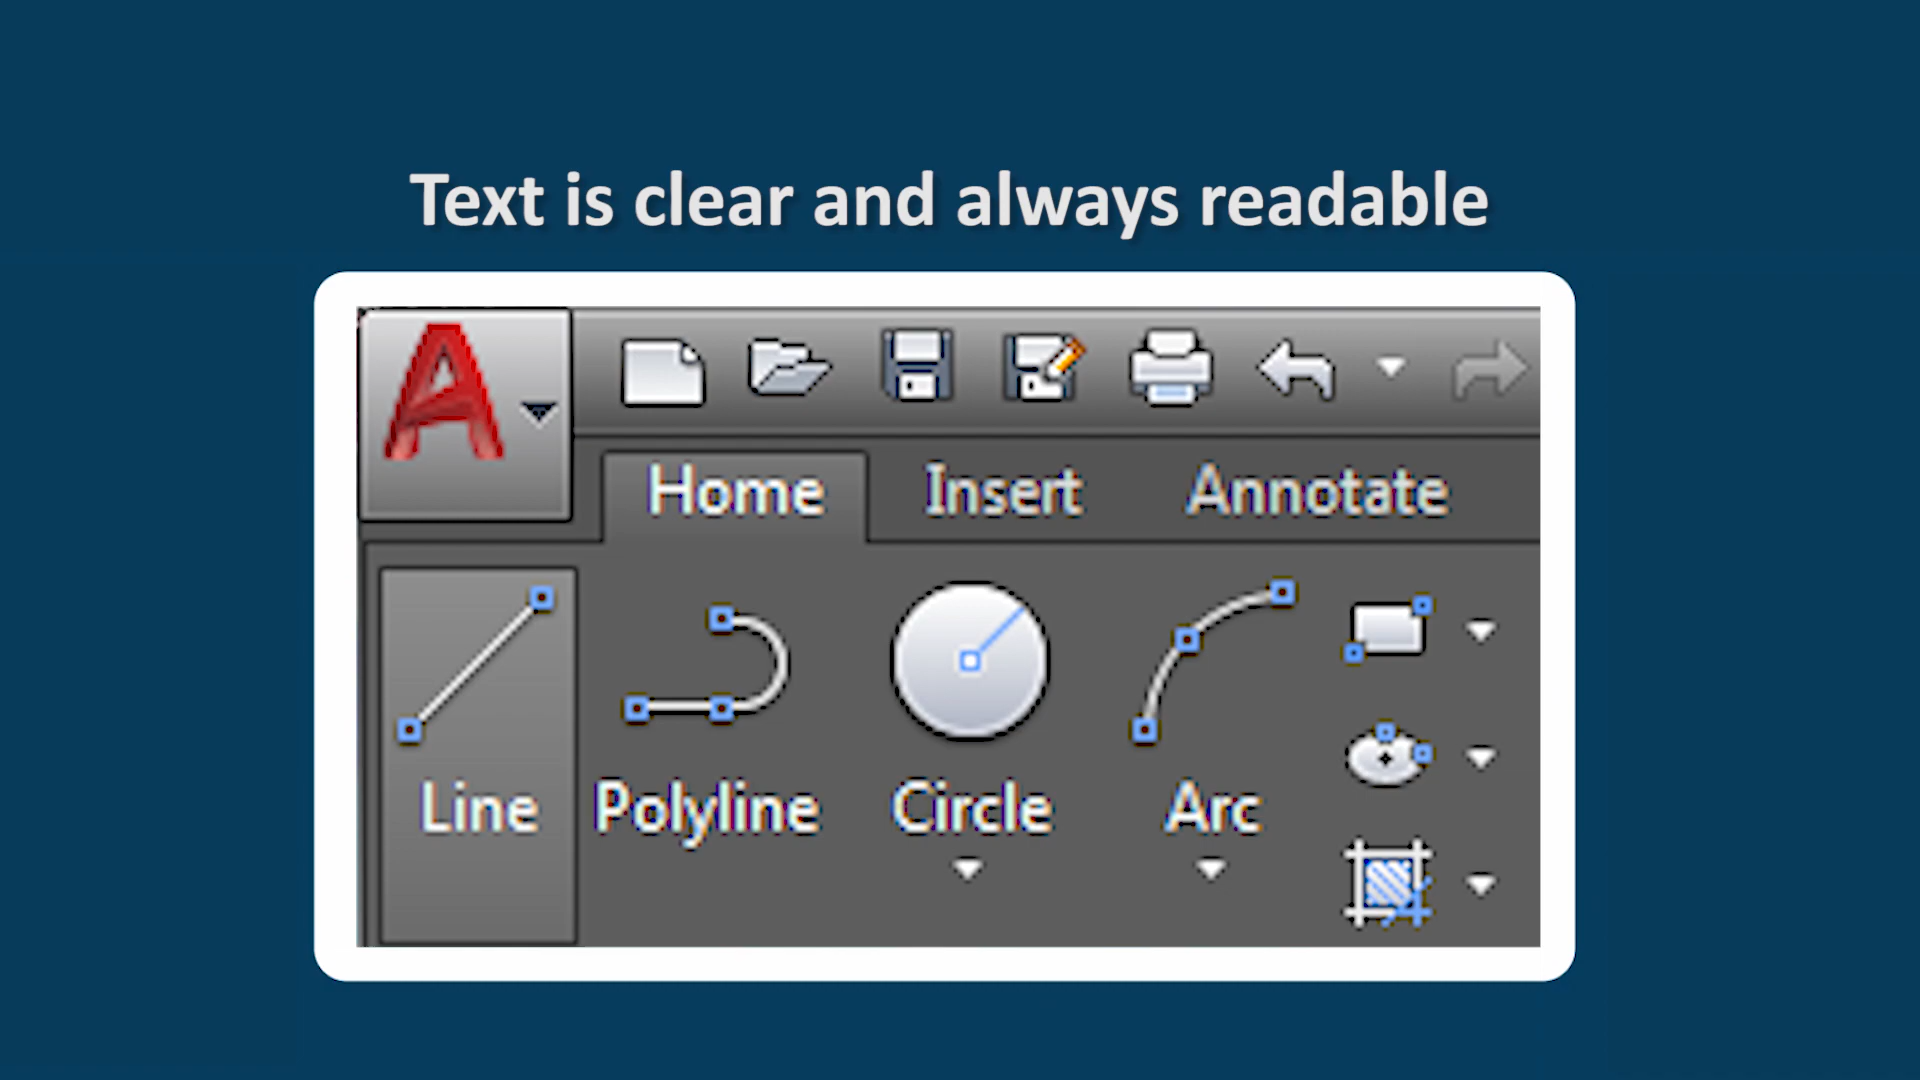 Text is clear and always readable
Home Insert Annotate
Line Polyline Circle Arc